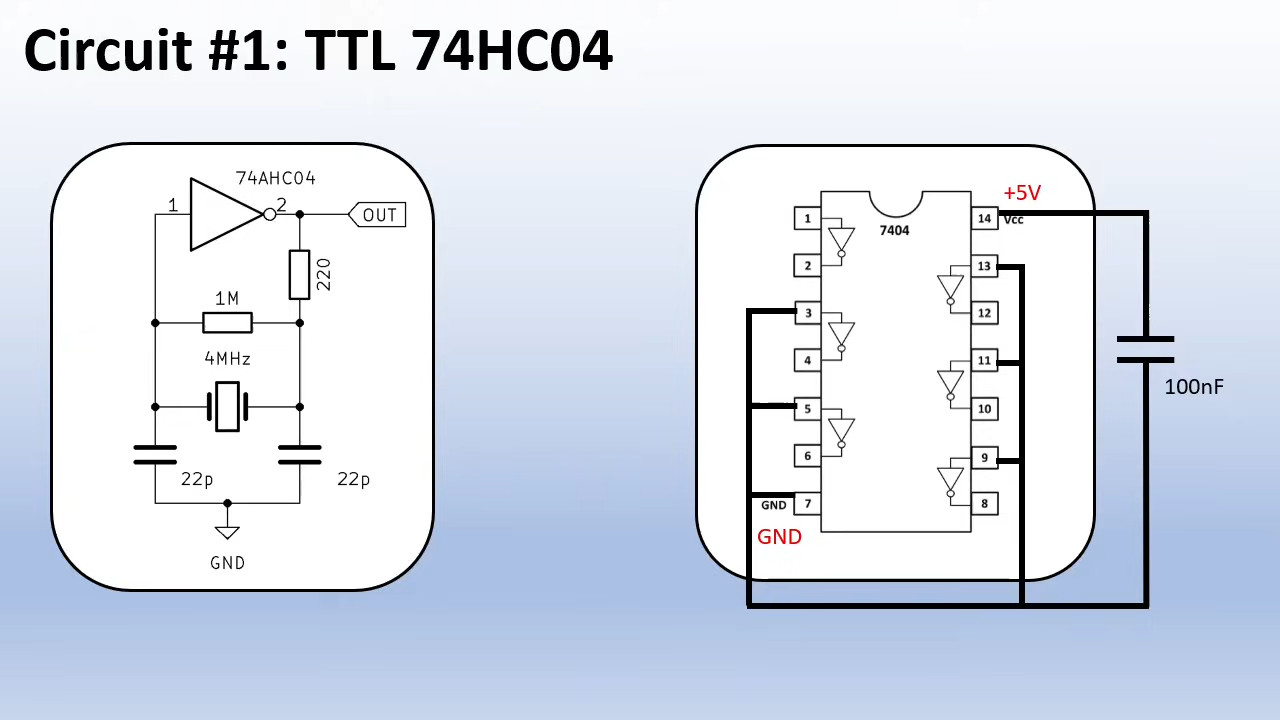 Circuit #1: TTL 74HC04
74AHC04
1
2
OUT
220
1M
4MHz
22p
22p
GND
+5V
7404
1
14
Vcc
2
13
3
12
4
11
5
10
6
9
GND
7
8
GND
100nF